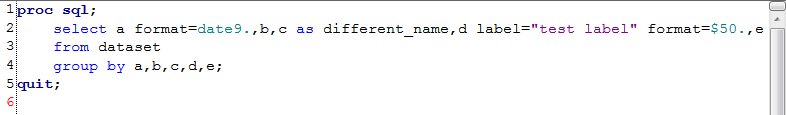 1 proc sql;
2     select a format=date9.,b,c as different_name,d label="test label" format=$50.,e
3     from dataset
4     group by a,b,c,d,e;
5 quit;
6